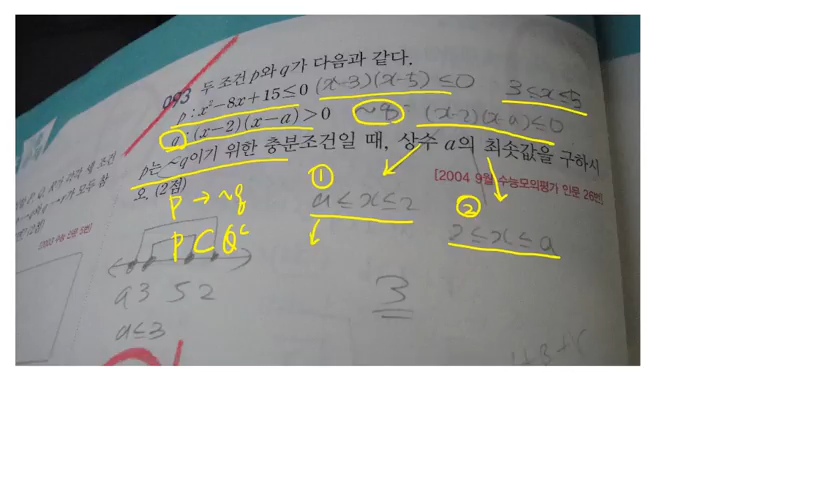 093 두 조건 p와 q가 다음과 같다.
p : x²-8x+15≤0 (x-3)(x-5)≤0 3≤x≤5
q : (x-2)(x-a)>0 ~q : (x-2)(x-a)≤0
p는 ~q이기 위한 충분조건일 때, 상수 a의 최솟값을 구하시
오. (2점)
[2004 9월 수능모의평가 인문 26번]
p → ~q
P ⊂ Q^c
① a≤x≤2
② 2≤x≤a
a 3 5 2
a≤3
3